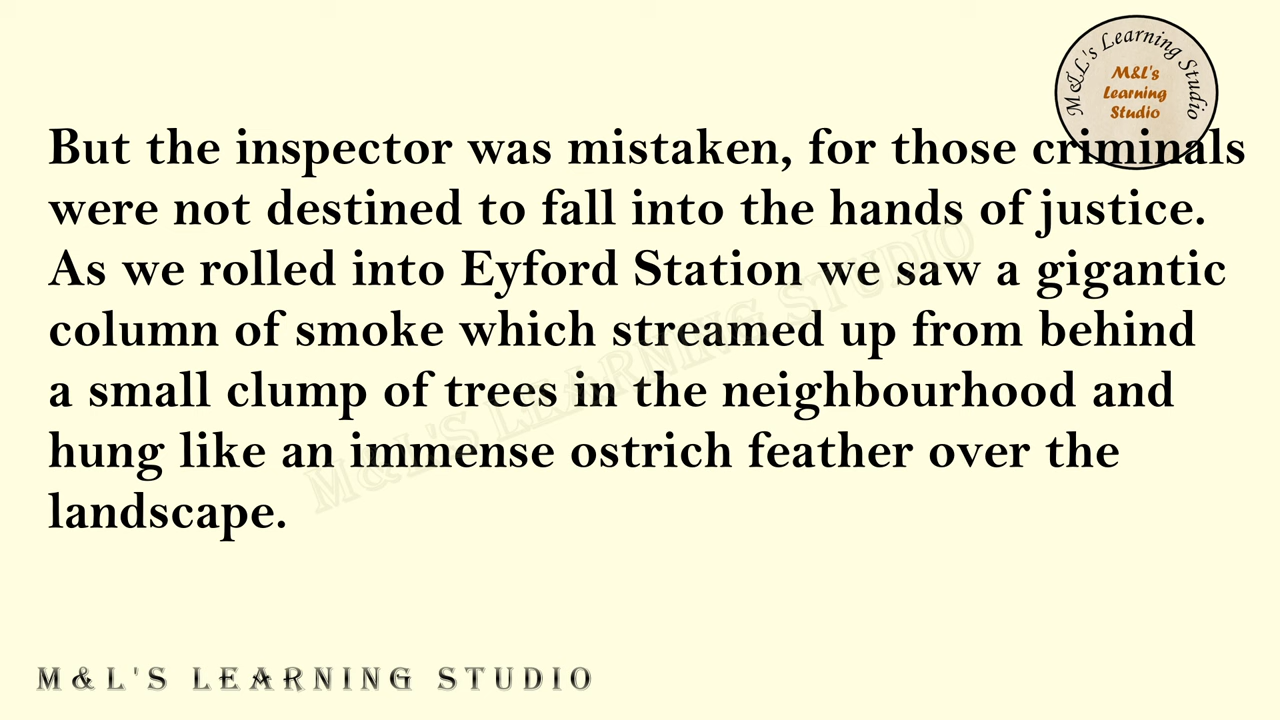 M&L's Learning Studio
M&L's
Learning
Studio
But the inspector was mistaken, for those criminals
were not destined to fall into the hands of justice.
As we rolled into Eyford Station we saw a gigantic
column of smoke which streamed up from behind
a small clump of trees in the neighbourhood and
hung like an immense ostrich feather over the
landscape.
M&L'S LEARNING STUDIO
M&L'S LEARNING STUDIO